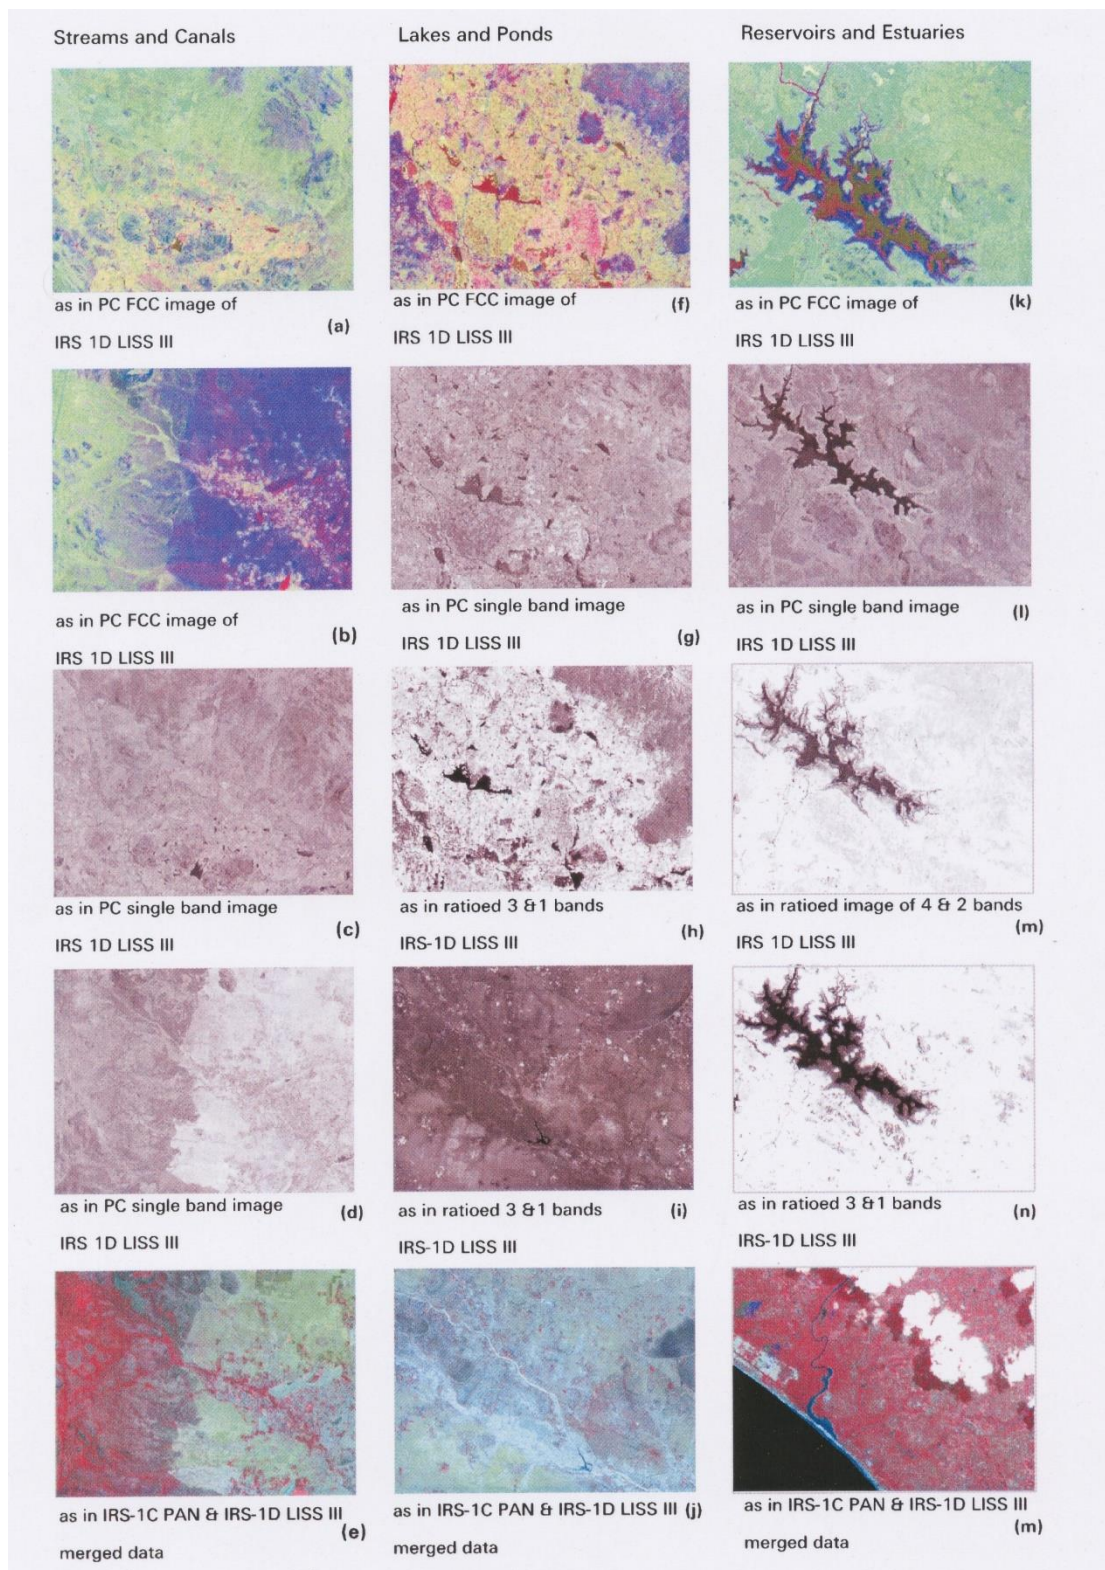 Streams and Canals
Lakes and Ponds
Reservoirs and Estuaries
as in PC FCC image of
(a)
IRS 1D LISS III
as in PC FCC image of
(f)
IRS 1D LISS III
as in PC FCC image of
(k)
IRS 1D LISS III
as in PC FCC image of
(b)
IRS 1D LISS III
as in PC single band image
IRS 1D LISS III
(g)
as in PC single band image
(l)
IRS 1D LISS III
as in PC single band image
(c)
IRS 1D LISS III
as in ratioed 3 & 1 bands
IRS-1D LISS III
(h)
as in ratioed image of 4 & 2 bands
(m)
IRS 1D LISS III
as in PC single band image
(d)
IRS 1D LISS III
as in ratioed 3 & 1 bands
(i)
IRS-1D LISS III
as in ratioed 3 & 1 bands
(n)
IRS-1D LISS III
as in IRS-1C PAN & IRS-1D LISS III
(e)
merged data
as in IRS-1C PAN & IRS-1D LISS III (j)
merged data
as in IRS-1C PAN & IRS-1D LISS III
(m)
merged data